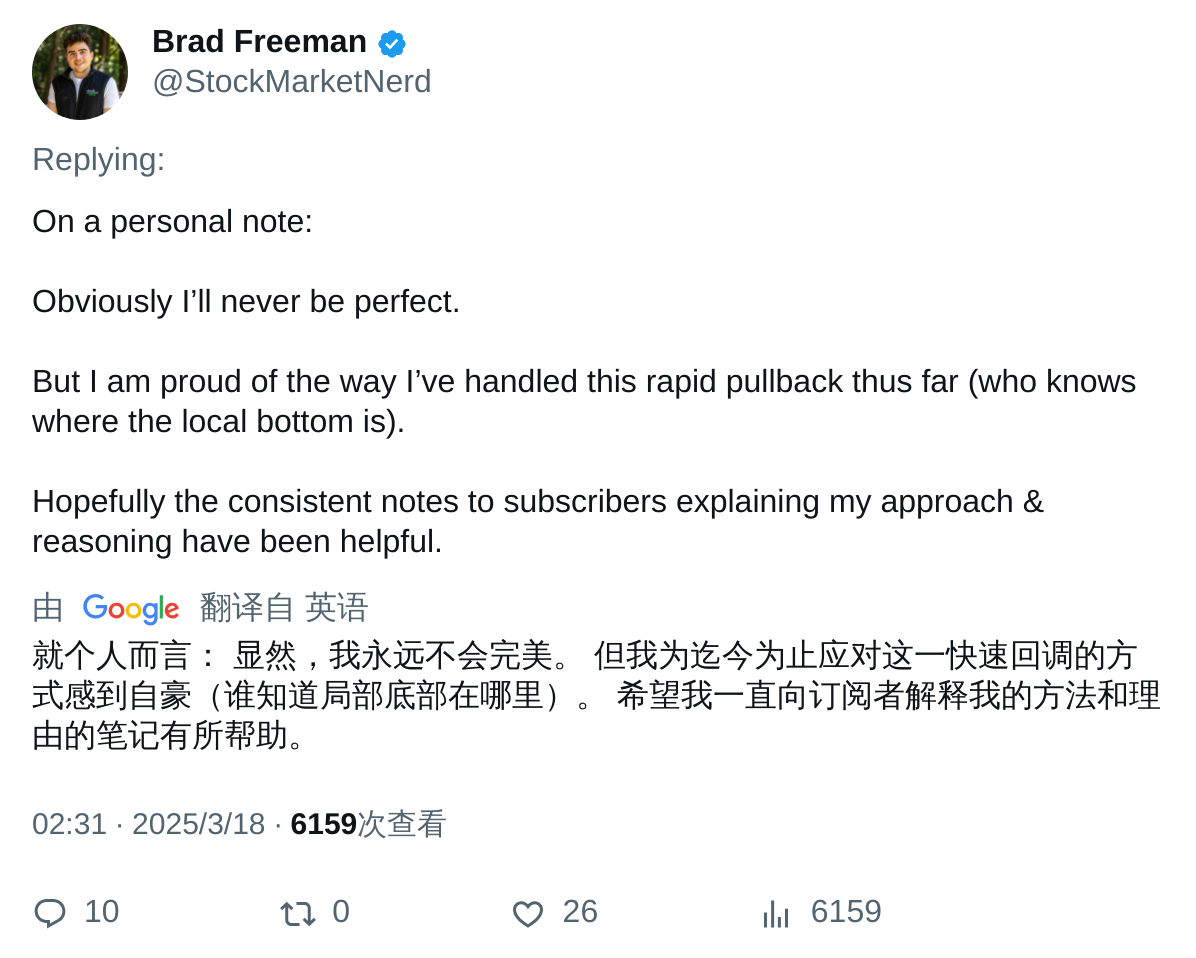 Brad Freeman
@StockMarketNerd
Replying:
On a personal note:
Obviously I’ll never be perfect.
But I am proud of the way I’ve handled this rapid pullback thus far (who knows
where the local bottom is).
Hopefully the consistent notes to subscribers explaining my approach &
reasoning have been helpful.
由 Google 翻译自 英语
就个人而言： 显然，我永远不会完美。 但我为迄今为止应对这一快速回调的方
式感到自豪（谁知道局部底部在哪里）。 希望我一直向订阅者解释我的方法和理
由的笔记有所帮助。
02:31 · 2025/3/18 · 6159次查看
10 0 26 6159